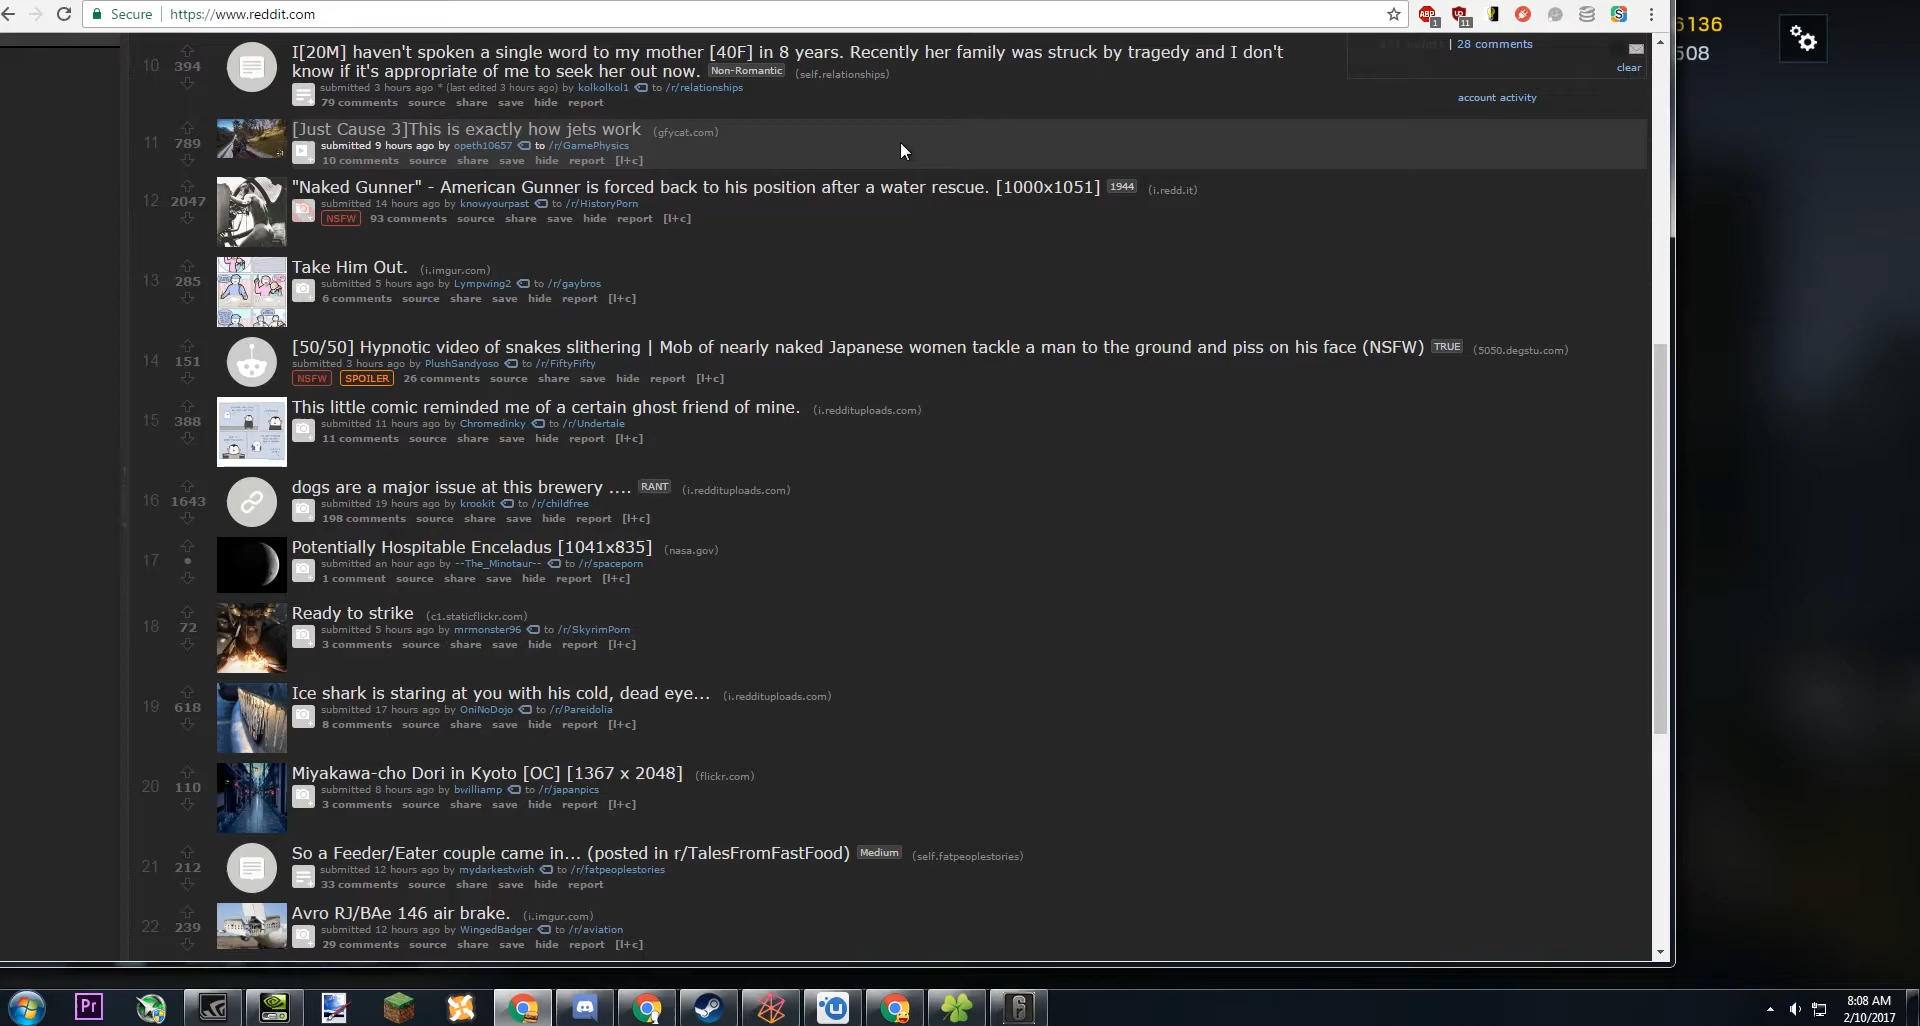 Secure | https://www.reddit.com
6136
508
| 28 comments
clear
account activity
10 394 I[20M] haven't spoken a single word to my mother [40F] in 8 years. Recently her family was struck by tragedy and I don't
know if it's appropriate of me to seek her out now. Non-Romantic (self.relationships)
submitted 3 hours ago * (last edited 3 hours ago) by kolkolkol1 to /r/relationships
79 comments source share save hide report
11 789 [Just Cause 3]This is exactly how jets work (gfycat.com)
submitted 9 hours ago by opeth10657 to /r/GamePhysics
10 comments source share save hide report [l+c]
12 2047 "Naked Gunner" - American Gunner is forced back to his position after a water rescue. [1000x1051] 1944 (i.redd.it)
submitted 14 hours ago by knowyourpast to /r/HistoryPorn
NSFW 93 comments source share save hide report [l+c]
13 285 Take Him Out. (i.imgur.com)
submitted 5 hours ago by Lympwing2 to /r/gaybros
6 comments source share save hide report [l+c]
14 151 [50/50] Hypnotic video of snakes slithering | Mob of nearly naked Japanese women tackle a man to the ground and piss on his face (NSFW) TRUE (5050.degstu.com)
submitted 3 hours ago by PlushSandyoso to /r/FiftyFifty
NSFW SPOILER 26 comments source share save hide report [l+c]
15 388 This little comic reminded me of a certain ghost friend of mine. (i.reddituploads.com)
submitted 11 hours ago by Chromedinky to /r/Undertale
11 comments source share save hide report [l+c]
16 1643 dogs are a major issue at this brewery .... RANT (i.reddituploads.com)
submitted 19 hours ago by krookit to /r/childfree
198 comments source share save hide report [l+c]
17 • Potentially Hospitable Enceladus [1041x835] (nasa.gov)
submitted an hour ago by --The_Minotaur-- to /r/spaceporn
1 comment source share save hide report [l+c]
18 72 Ready to strike (c1.staticflickr.com)
submitted 5 hours ago by mrmonster96 to /r/SkyrimPorn
3 comments source share save hide report [l+c]
19 618 Ice shark is staring at you with his cold, dead eye... (i.reddituploads.com)
submitted 17 hours ago by OniNoDojo to /r/Pareidolia
8 comments source share save hide report [l+c]
20 110 Miyakawa-cho Dori in Kyoto [OC] [1367 x 2048] (flickr.com)
submitted 8 hours ago by bwilliamp to /r/japanpics
3 comments source share save hide report [l+c]
21 212 So a Feeder/Eater couple came in... (posted in r/TalesFromFastFood) Medium (self.fatpeoplestories)
submitted 12 hours ago by mydarkestwish to /r/fatpeoplestories
33 comments source share save hide report
22 239 Avro RJ/BAe 146 air brake. (i.imgur.com)
submitted 12 hours ago by WingedBadger to /r/aviation
29 comments source share save hide report [l+c]
Pr
8:08 AM
2/10/2017